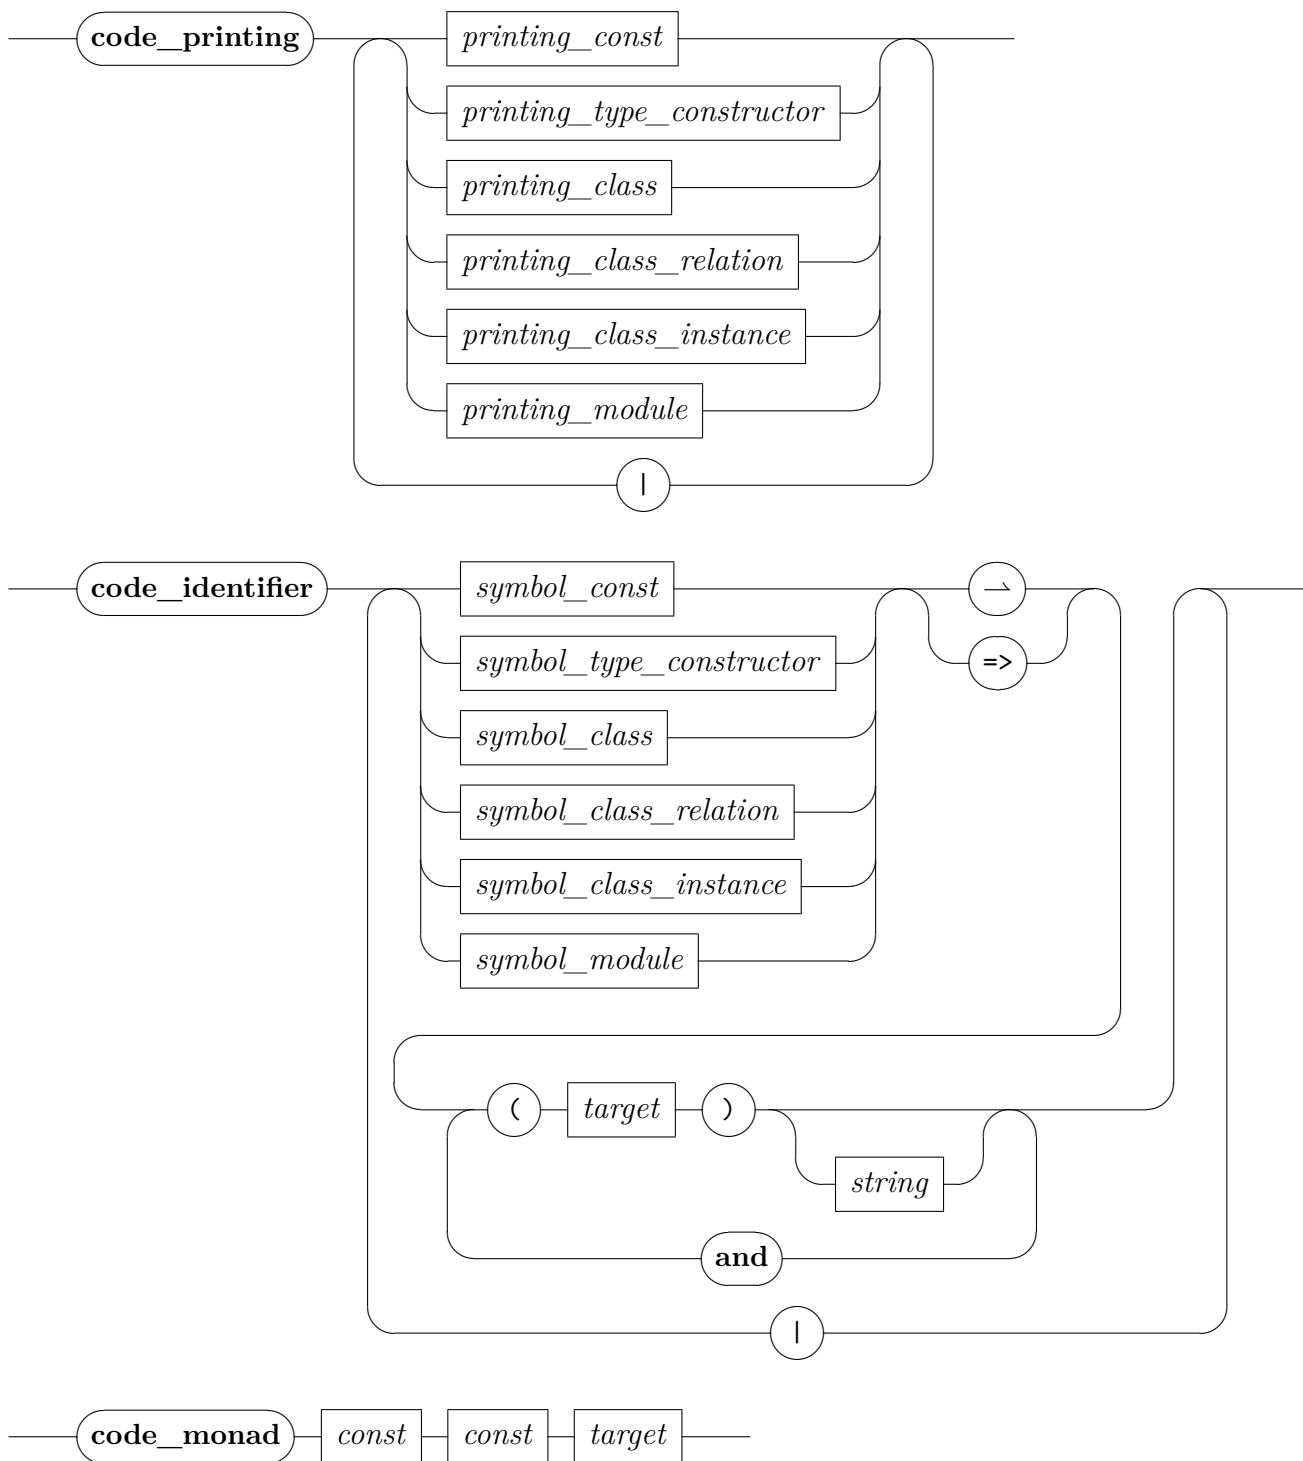 code_printing printing_const
printing_type_constructor
printing_class
printing_class_relation
printing_class_instance
printing_module
|
code_identifier symbol_const ⇀
symbol_type_constructor =>
symbol_class
symbol_class_relation
symbol_class_instance
symbol_module
( target )
string
and
|
code_monad const const target